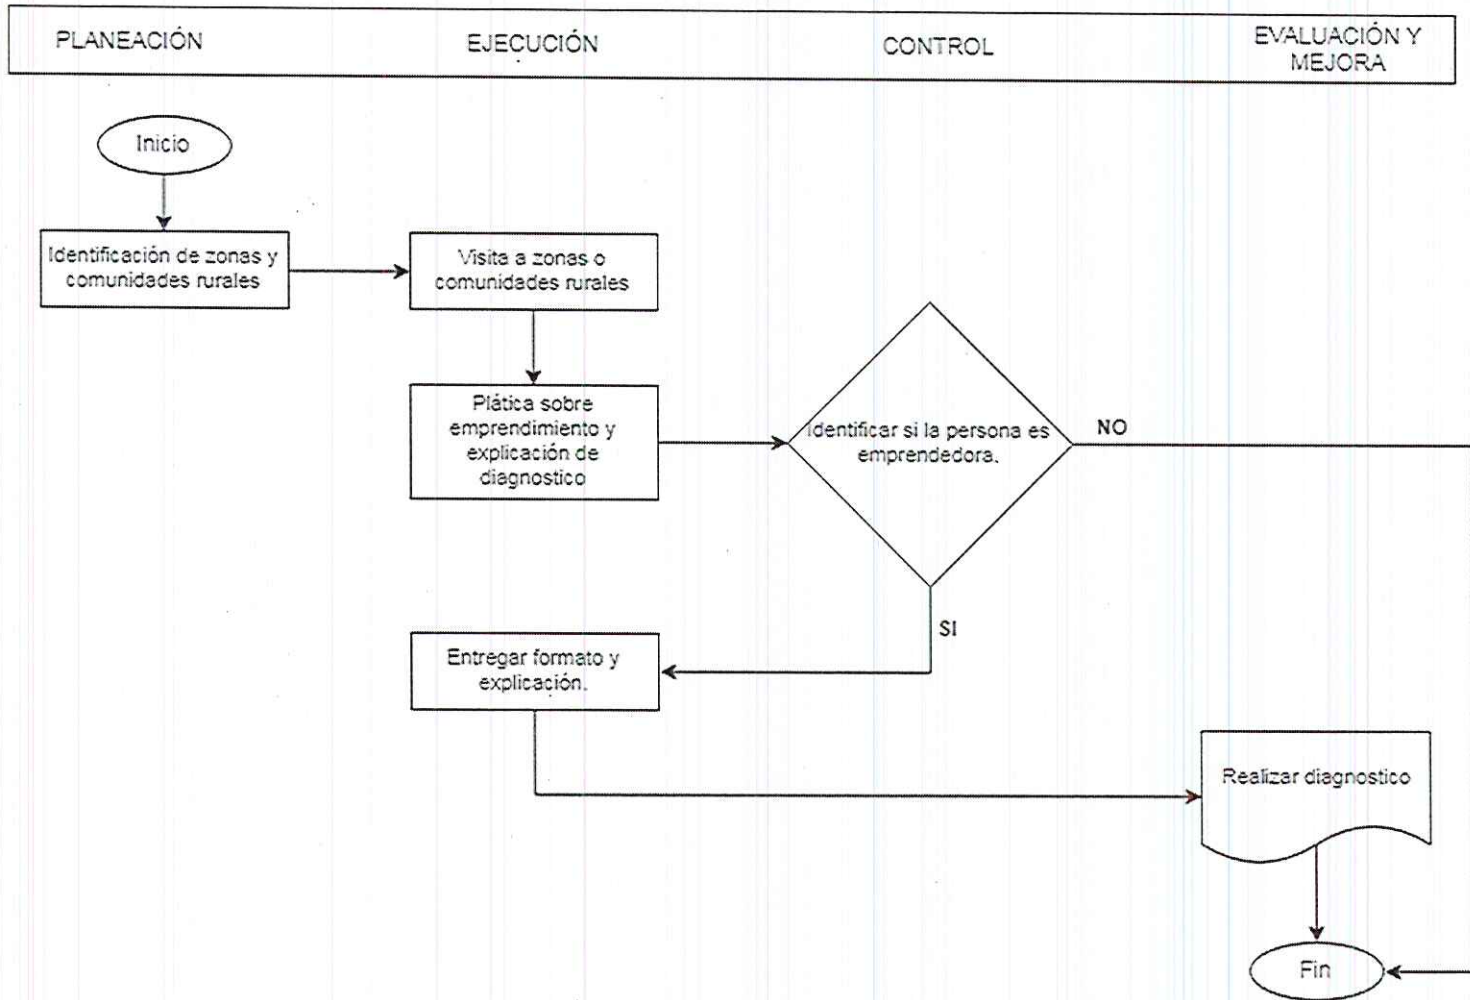 PLANEACIÓN
EJECUCIÓN
CONTROL
EVALUACIÓN Y
MEJORA
Inicio
Identificación de zonas y
comunidades rurales
Visita a zonas o
comunidades rurales
Plática sobre
emprendimiento y
explicación de
diagnostico
Identificar si la persona es
emprendedora.
NO
SI
Entregar formato y
explicación.
Realizar diagnostico
Fin